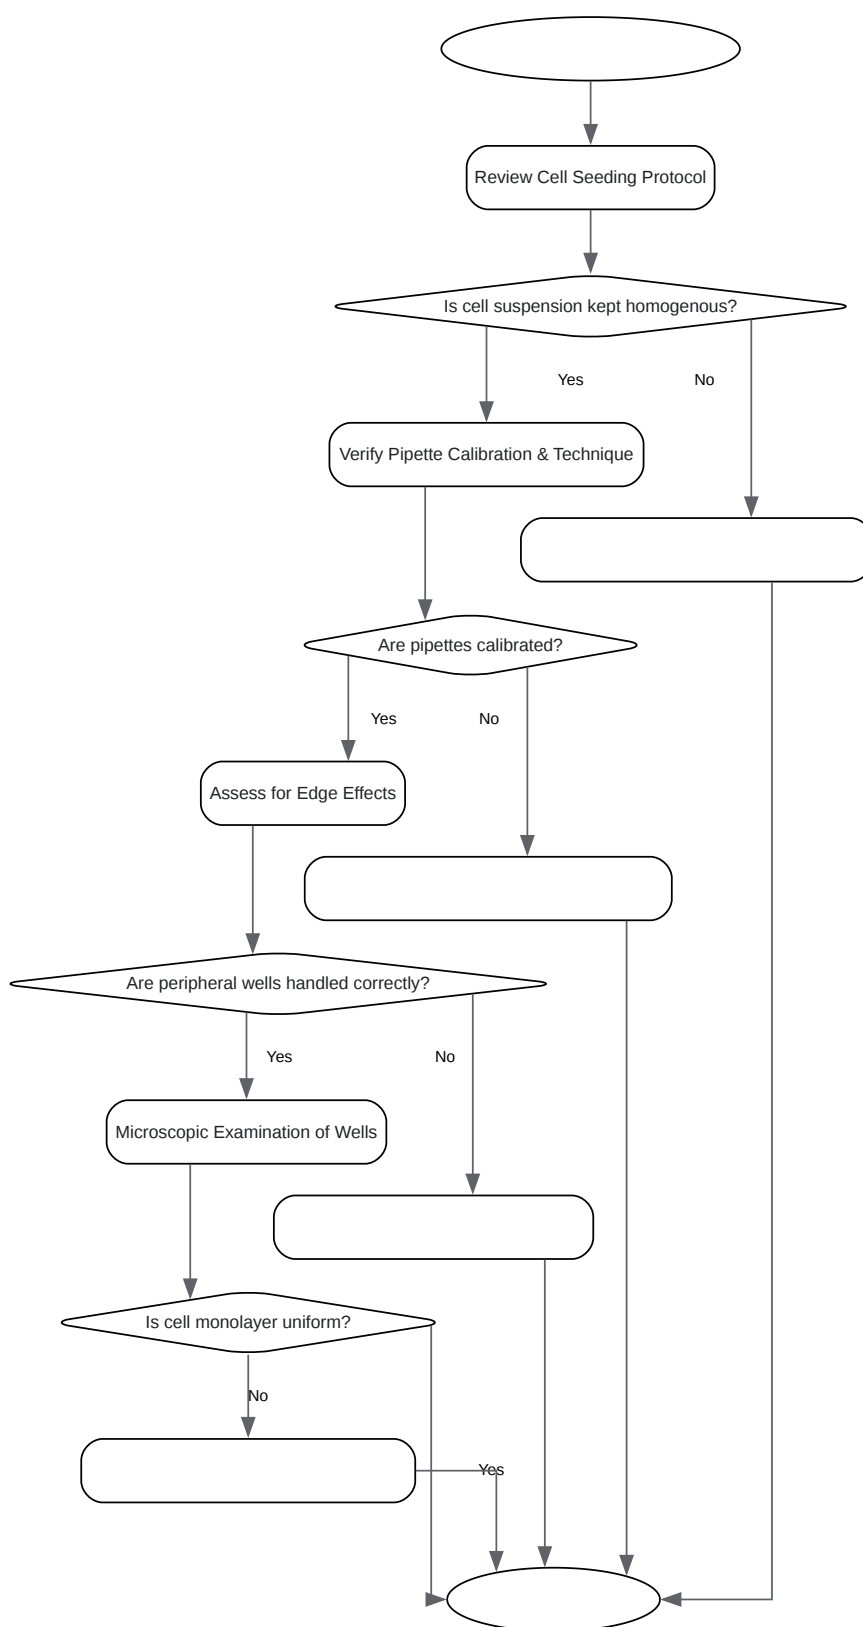 Review Cell Seeding Protocol
Is cell suspension kept homogenous?
Yes
No
Verify Pipette Calibration & Technique
Are pipettes calibrated?
Yes
No
Assess for Edge Effects
Are peripheral wells handled correctly?
Yes
No
Microscopic Examination of Wells
Is cell monolayer uniform?
No
Yes